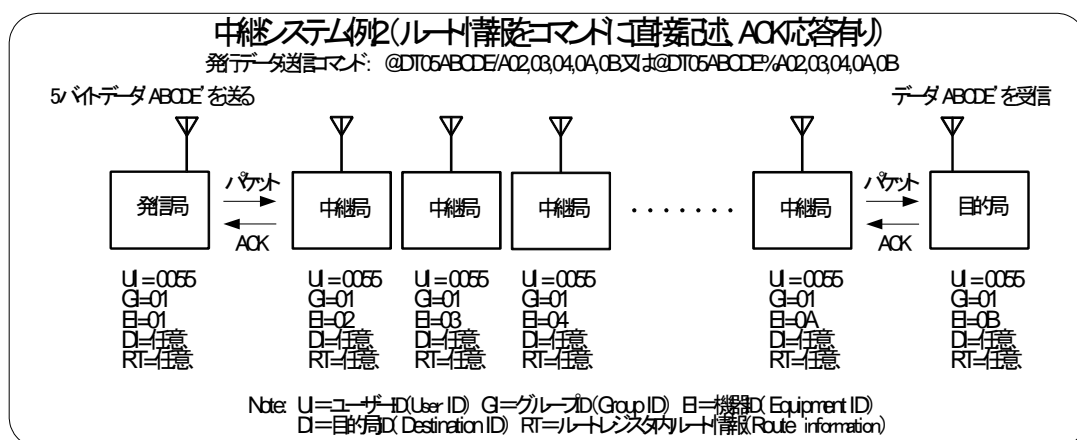 中継システム例2(ルート情報をコマンドに直接記述、ACK応答有り)
発行データ送信コマンド: @DT05ABCDE/A02,03,04,0A,0B又は@DT05ABCDE%A02,03,04,0A,0B
5バイトデータ'ABCDE'を送る
データ'ABCDE'を受信
発信局 パケット ACK 中継局 中継局 中継局 ・・・・・・・ 中継局 パケット ACK 目的局
UI=0055 UI=0055 UI=0055 UI=0055 UI=0055 UI=0055
GI=01 GI=01 GI=01 GI=01 GI=01 GI=01
EI=01 EI=02 EI=03 EI=04 EI=0A EI=0B
DI=任意 DI=任意 DI=任意 DI=任意 DI=任意 DI=任意
RT=任意 RT=任意 RT=任意 RT=任意 RT=任意 RT=任意
Note: UI=ユーザーID(User ID) GI=グループID(Group ID) EI=機器ID(Equipment ID)
DI=目的局ID(Destination ID) RT=ルートレジスタ内ルート情報(Route information)